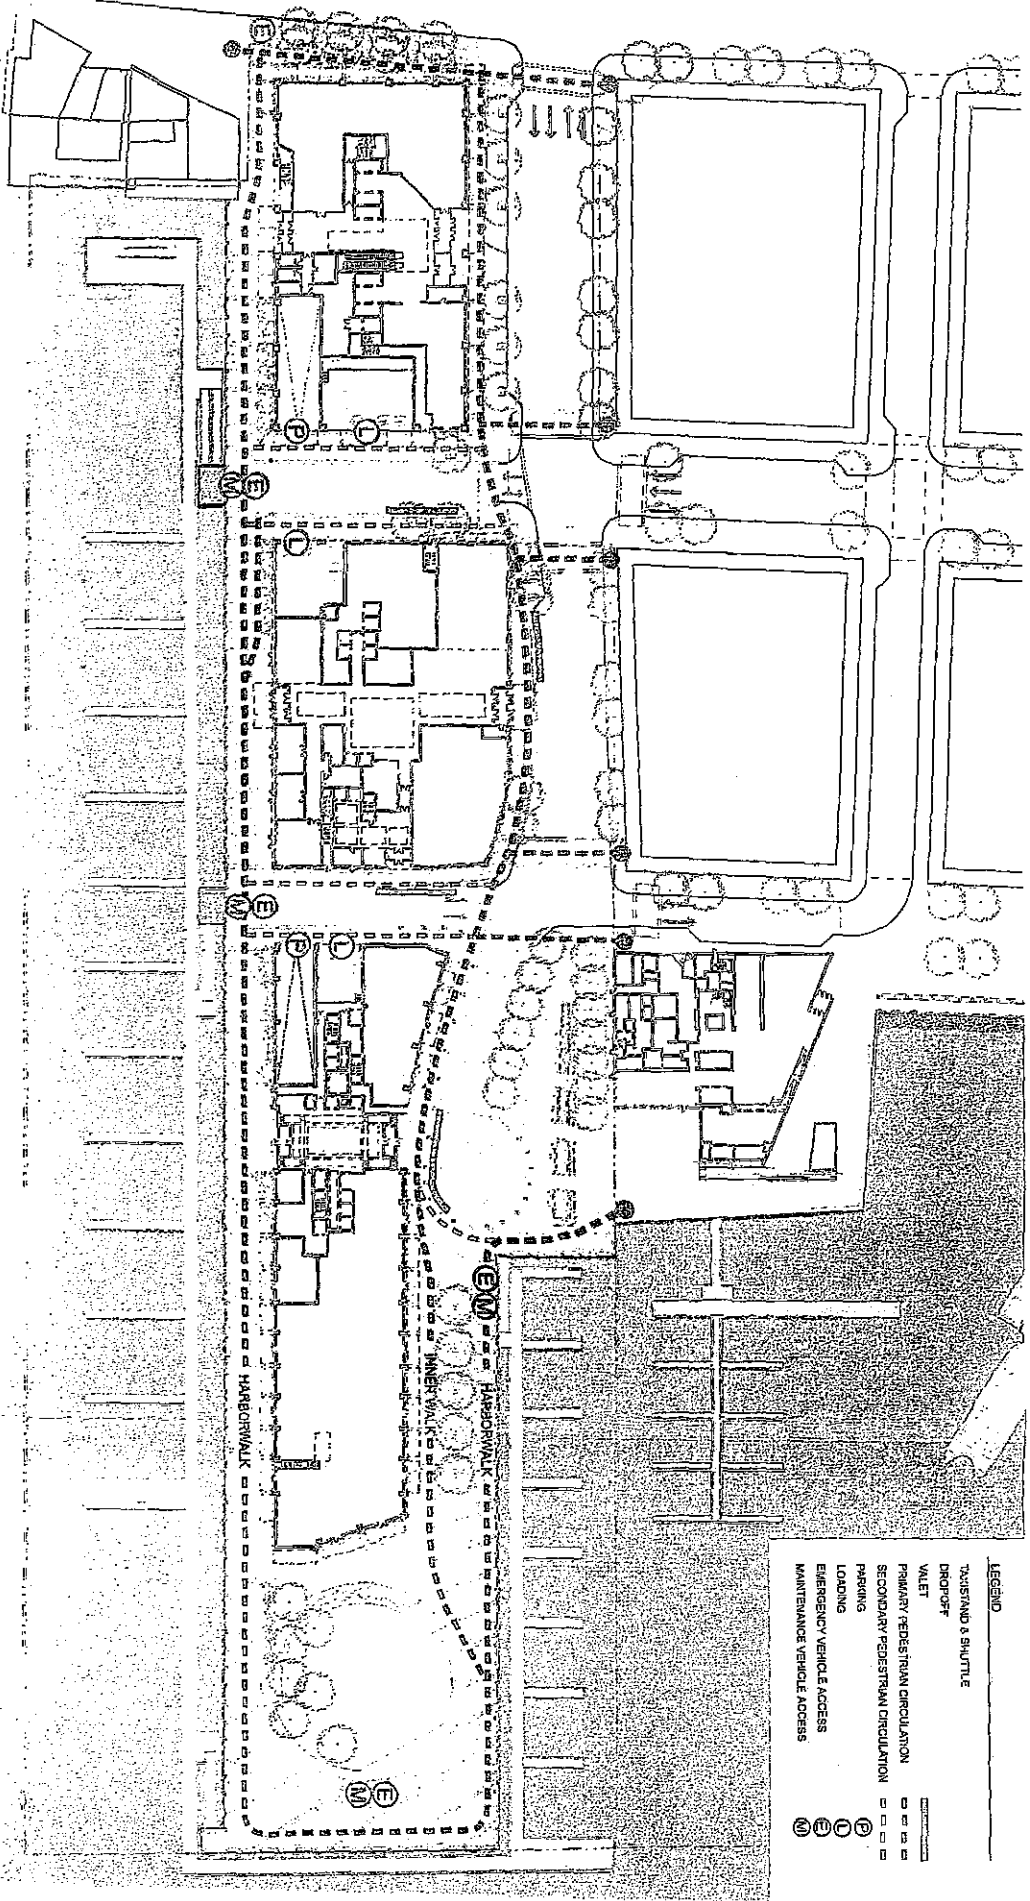 LEGEND
TAXISTAND & SHUTTLE
DROPOFF
VALET
PRIMARY PEDESTRIAN CIRCULATION
SECONDARY PEDESTRIAN CIRCULATION
PARKING P
LOADING L
EMERGENCY VEHICLE ACCESS E
MAINTENANCE VEHICLE ACCESS M
E
P
L
M E
L
M E
P
L
E M
HARBORWALK
INNER WALK
HARBORWALK
M E